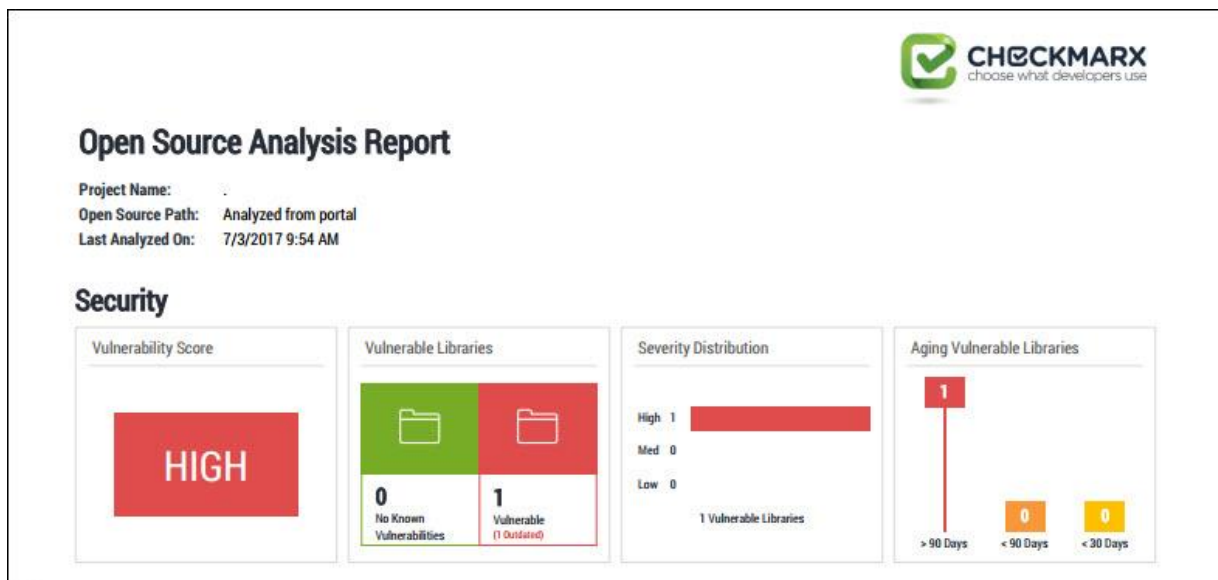 CHECKMARX
choose what developers use
Open Source Analysis Report
Project Name: .
Open Source Path: Analyzed from portal
Last Analyzed On: 7/3/2017 9:54 AM
Security
Vulnerability Score
HIGH
Vulnerable Libraries
0
No Known
Vulnerabilities
1
Vulnerable
(1 Outdated)
Severity Distribution
High 1
Med 0
Low 0
1 Vulnerable Libraries
Aging Vulnerable Libraries
1
0
0
> 90 Days
< 90 Days
< 30 Days